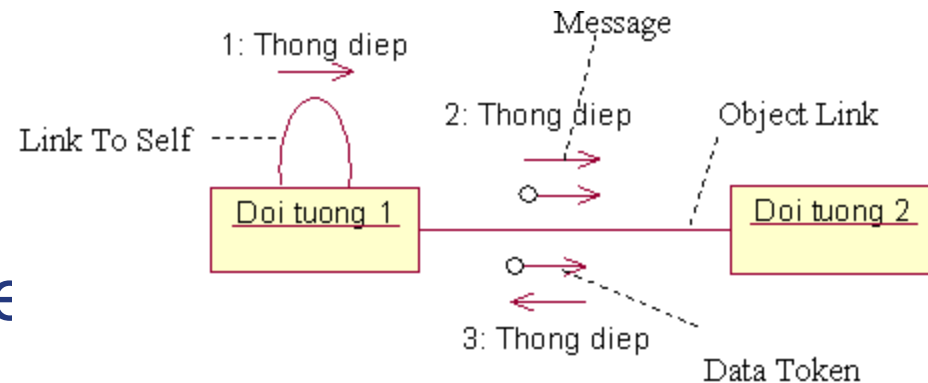 Message
1: Thong diep
2: Thong diep
Object Link
Link To Self
Doi tuong 1
Doi tuong 2
e
3: Thong diep
Data Token